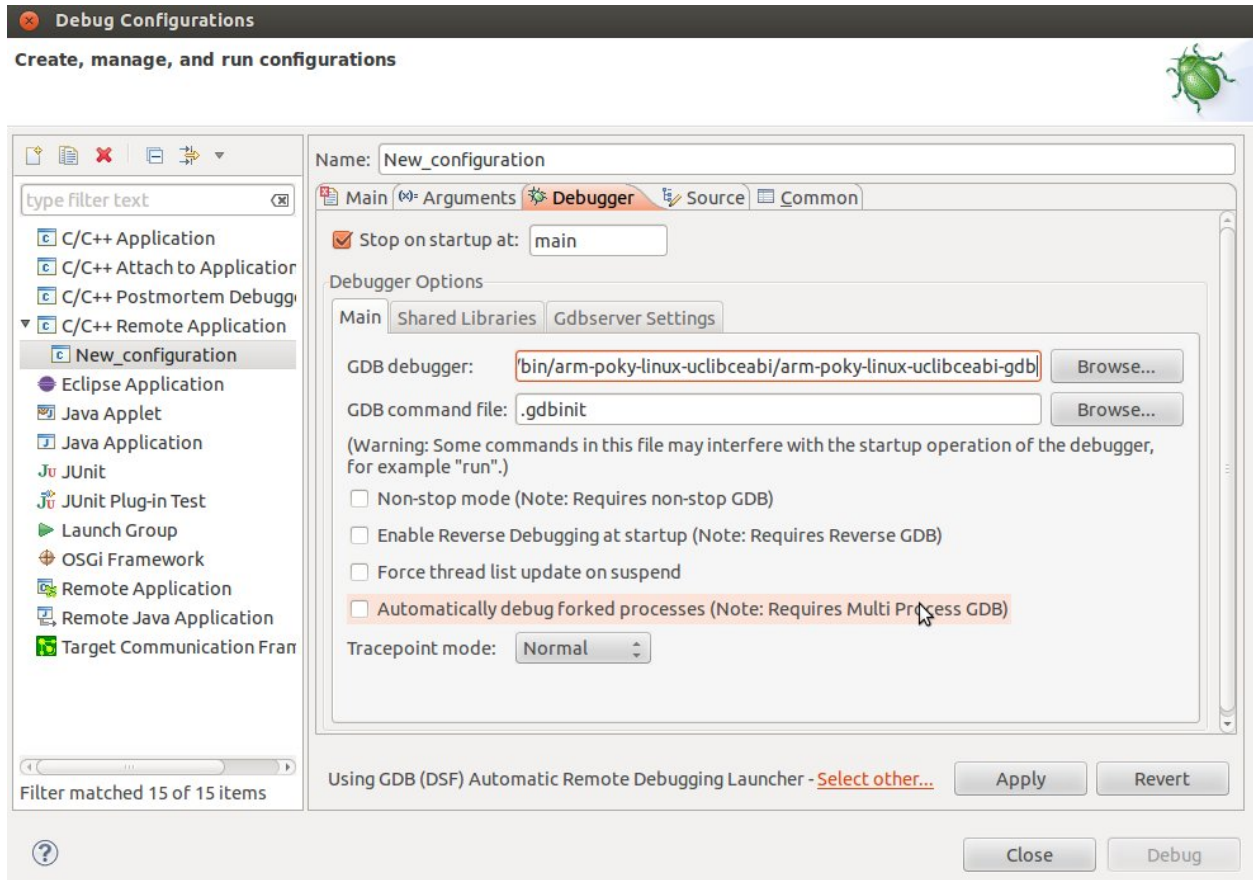 Debug Configurations
Create, manage, and run configurations
type filter text
C/C++ Application
C/C++ Attach to Application
C/C++ Postmortem Debugg
C/C++ Remote Application
New_configuration
Eclipse Application
Java Applet
Java Application
Ju JUnit
JUnit Plug-in Test
Launch Group
OSGi Framework
Remote Application
Remote Java Application
Target Communication Fram
Filter matched 15 of 15 items
Name: New_configuration
Main (x)= Arguments Debugger Source Common
Stop on startup at: main
Debugger Options
Main Shared Libraries Gdbserver Settings
GDB debugger: /bin/arm-poky-linux-uclibceabi/arm-poky-linux-uclibceabi-gdb Browse...
GDB command file: .gdbinit Browse...
(Warning: Some commands in this file may interfere with the startup operation of the debugger,
for example "run".)
Non-stop mode (Note: Requires non-stop GDB)
Enable Reverse Debugging at startup (Note: Requires Reverse GDB)
Force thread list update on suspend
Automatically debug forked processes (Note: Requires Multi Process GDB)
Tracepoint mode: Normal
Using GDB (DSF) Automatic Remote Debugging Launcher - Select other... Apply Revert
Close Debug